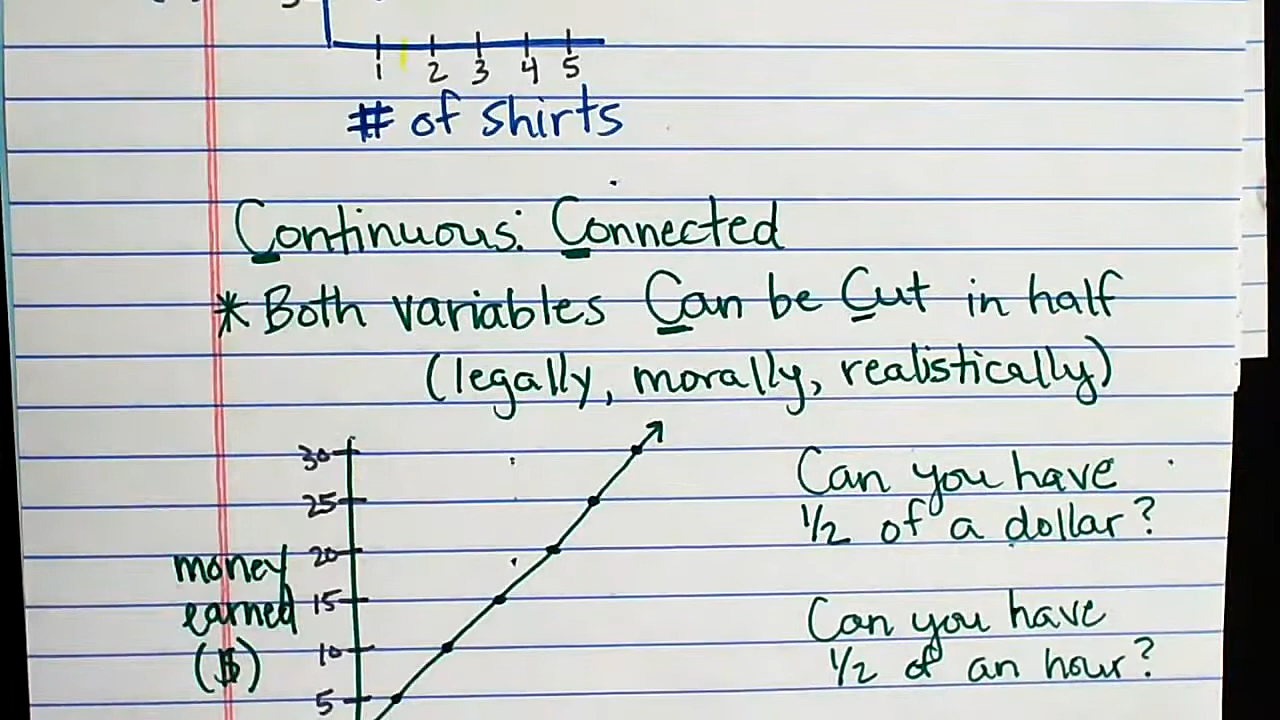 1 2 3 4 5
# of shirts
Continuous: Connected
* Both variables Can be Cut in half
(legally, morally, realistically)
30
25
20
15
10
5
money
earned
($)
Can you have
1/2 of a dollar?
Can you have
1/2 of an hour?